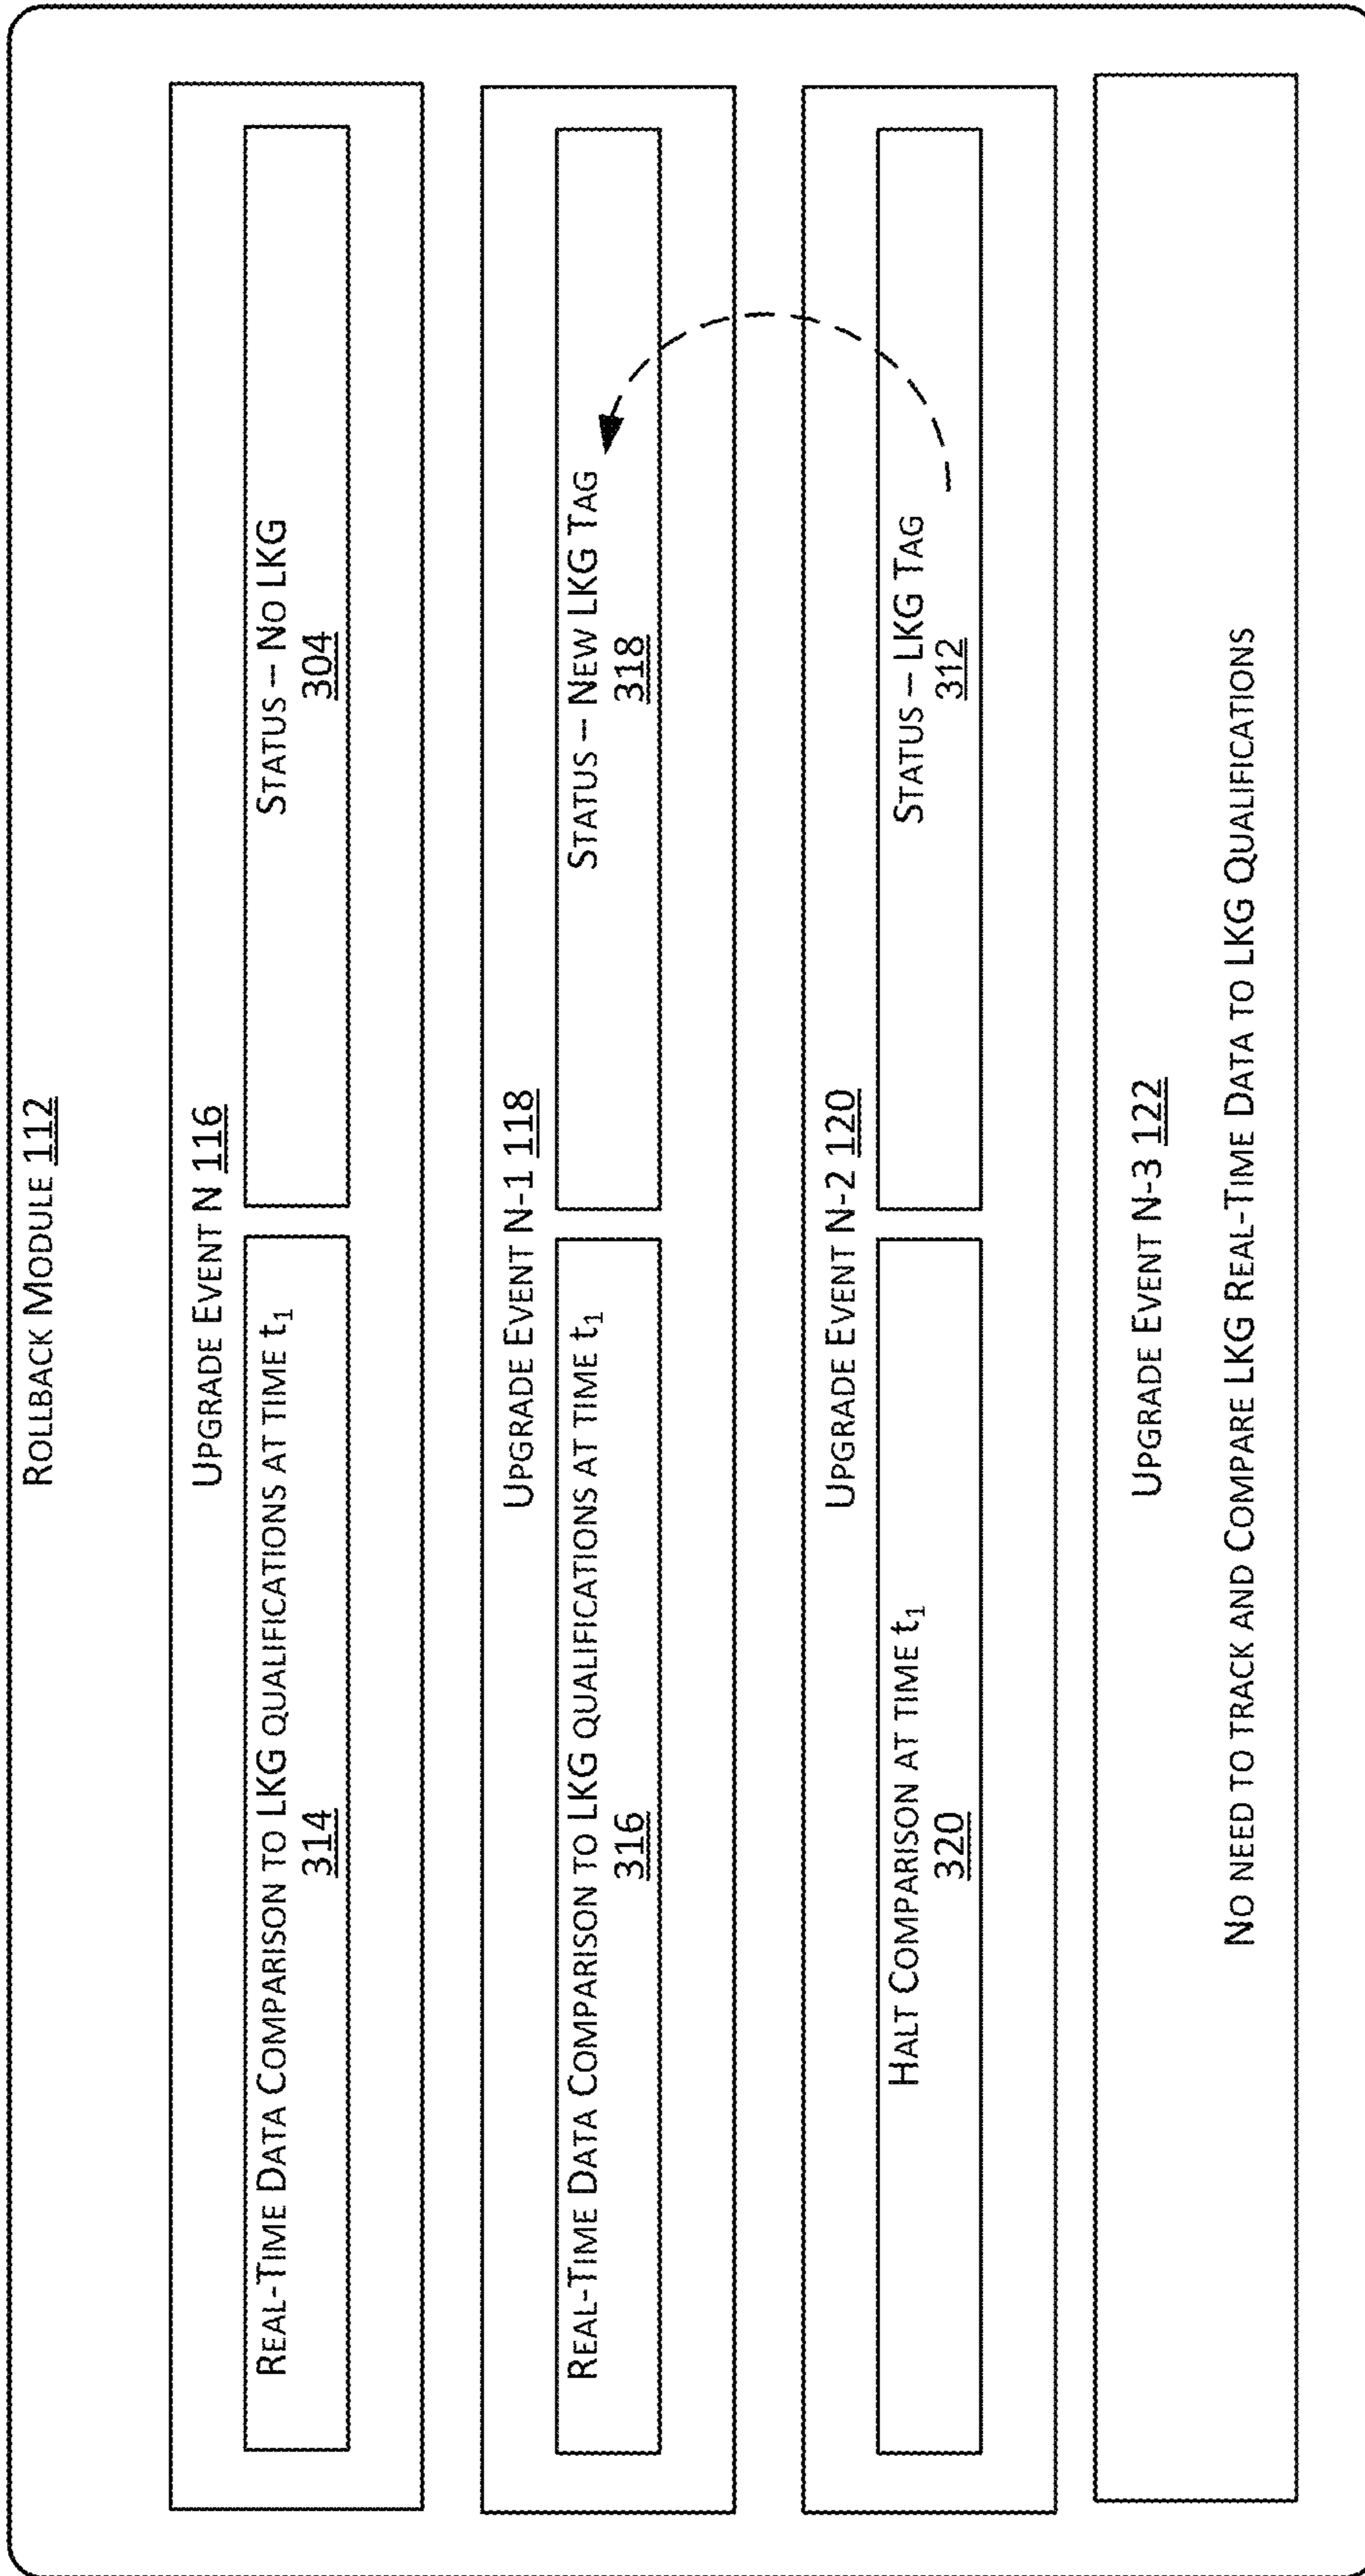 Rollback Module 112
Upgrade Event N 116
Real-Time Data Comparison to LKG qualifications at time t₁
314
Status – No LKG
304
Upgrade Event N-1 118
Real-Time Data Comparison to LKG qualifications at time t₁
316
Status – New LKG Tag
318
Upgrade Event N-2 120
Halt Comparison at time t₁
320
Status – LKG Tag
312
Upgrade Event N-3 122
No need to track and Compare LKG Real-Time Data to LKG Qualifications